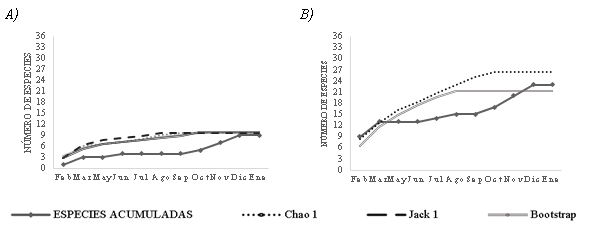 A)
B)
NÚMERO DE ESPECIES
36
33
30
27
24
21
18
15
12
9
6
3
0
Feb Mar May Jun Jul Ago Sep Oct Nov Dic Ene
NÚMERO DE ESPECIES
36
33
30
27
24
21
18
15
12
9
6
3
0
Feb Mar May Jun Jul Ago Sep Oct Nov Dic Ene
ESPECIES ACUMULADAS
Chao 1
Jack 1
Bootstrap